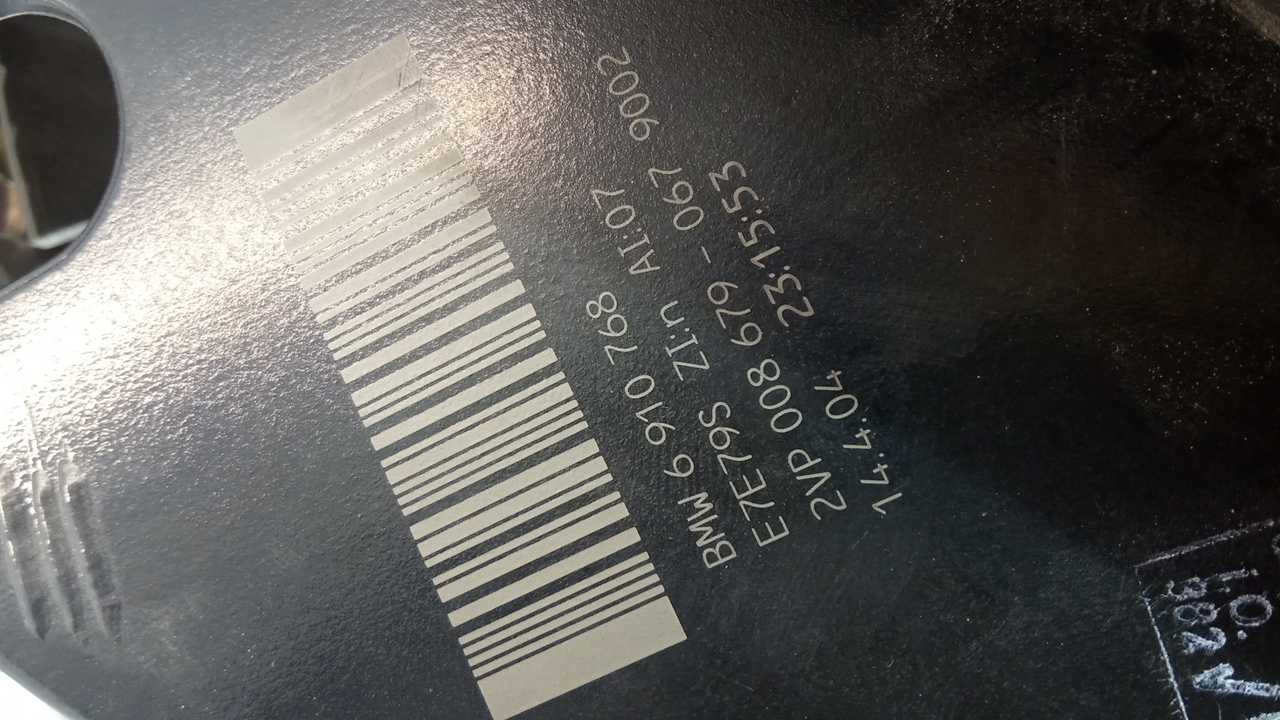 BMW 6 910 768 AI:07
E7E79S ZI:n 9002
2VP 008 679 - 067
14.4.04 23:15:53